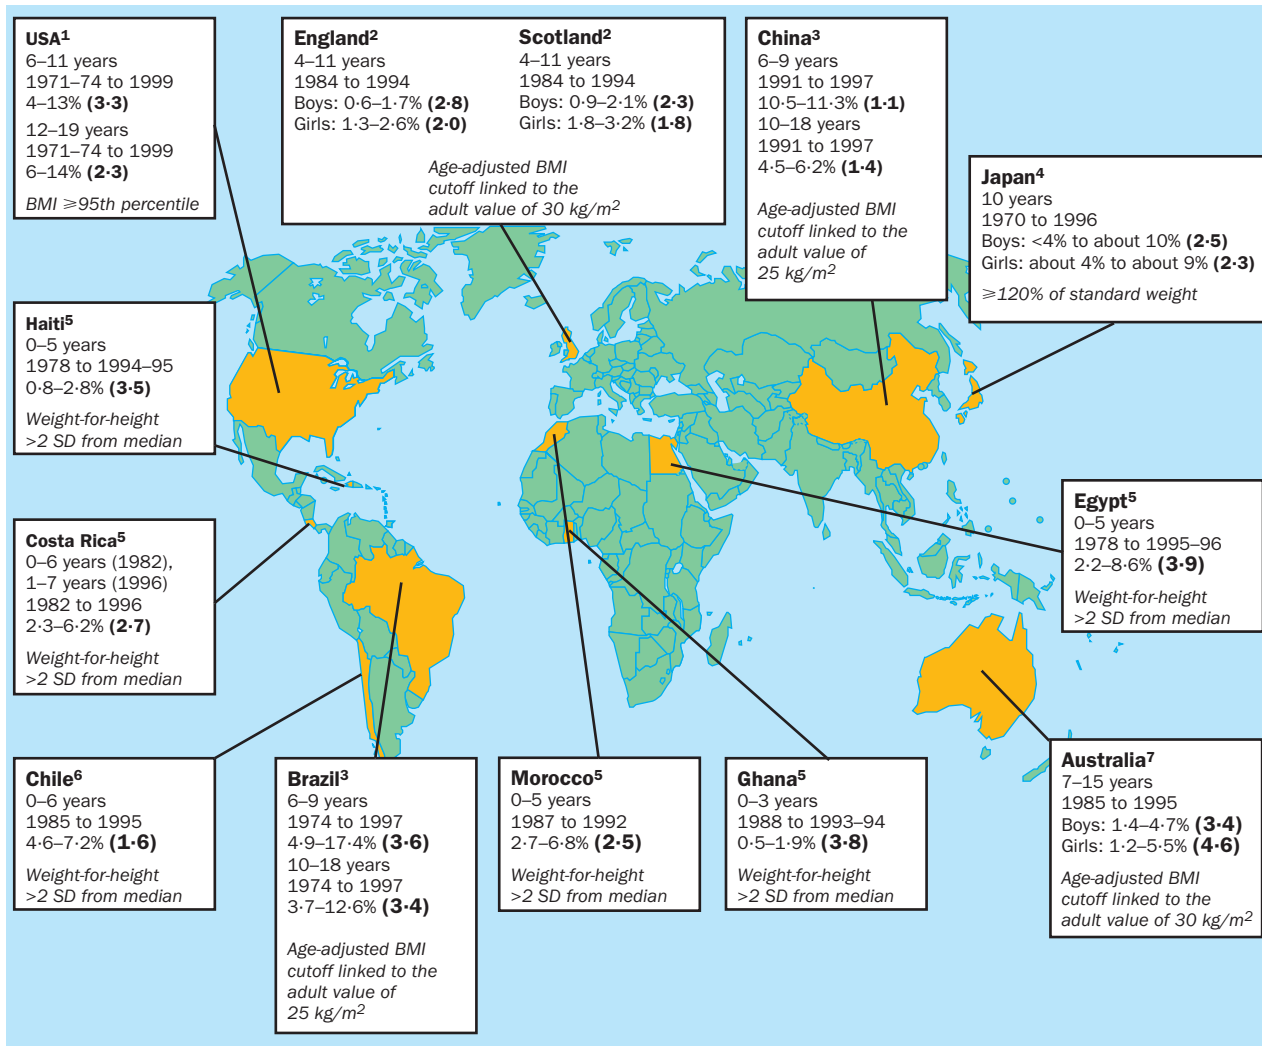 USA1
6–11 years
1971–74 to 1999
4–13% (3·3)
12–19 years
1971–74 to 1999
6–14% (2·3)
BMI ⩾95th percentile
England2
4–11 years
1984 to 1994
Boys: 0·6–1·7% (2·8)
Girls: 1·3–2·6% (2·0)
Scotland2
4–11 years
1984 to 1994
Boys: 0·9–2·1% (2·3)
Girls: 1·8–3·2% (1·8)
Age-adjusted BMI
cutoff linked to the
adult value of 30 kg/m2
China3
6–9 years
1991 to 1997
10·5–11·3% (1·1)
10–18 years
1991 to 1997
4·5–6·2% (1·4)
Age-adjusted BMI
cutoff linked to the
adult value of
25 kg/m2
Japan4
10 years
1970 to 1996
Boys: <4% to about 10% (2·5)
Girls: about 4% to about 9% (2·3)
⩾120% of standard weight
Haiti5
0–5 years
1978 to 1994–95
0·8–2·8% (3·5)
Weight-for-height
>2 SD from median
Costa Rica5
0–6 years (1982),
1–7 years (1996)
1982 to 1996
2·3–6·2% (2·7)
Weight-for-height
>2 SD from median
Egypt5
0–5 years
1978 to 1995–96
2·2–8·6% (3·9)
Weight-for-height
>2 SD from median
Chile6
0–6 years
1985 to 1995
4·6–7·2% (1·6)
Weight-for-height
>2 SD from median
Brazil3
6–9 years
1974 to 1997
4·9–17·4% (3·6)
10–18 years
1974 to 1997
3·7–12·6% (3·4)
Age-adjusted BMI
cutoff linked to the
adult value of
25 kg/m2
Morocco5
0–5 years
1987 to 1992
2·7–6·8% (2·5)
Weight-for-height
>2 SD from median
Ghana5
0–3 years
1988 to 1993–94
0·5–1·9% (3·8)
Weight-for-height
>2 SD from median
Australia7
7–15 years
1985 to 1995
Boys: 1·4–4·7% (3·4)
Girls: 1·2–5·5% (4·6)
Age-adjusted BMI
cutoff linked to the
adult value of 30 kg/m2